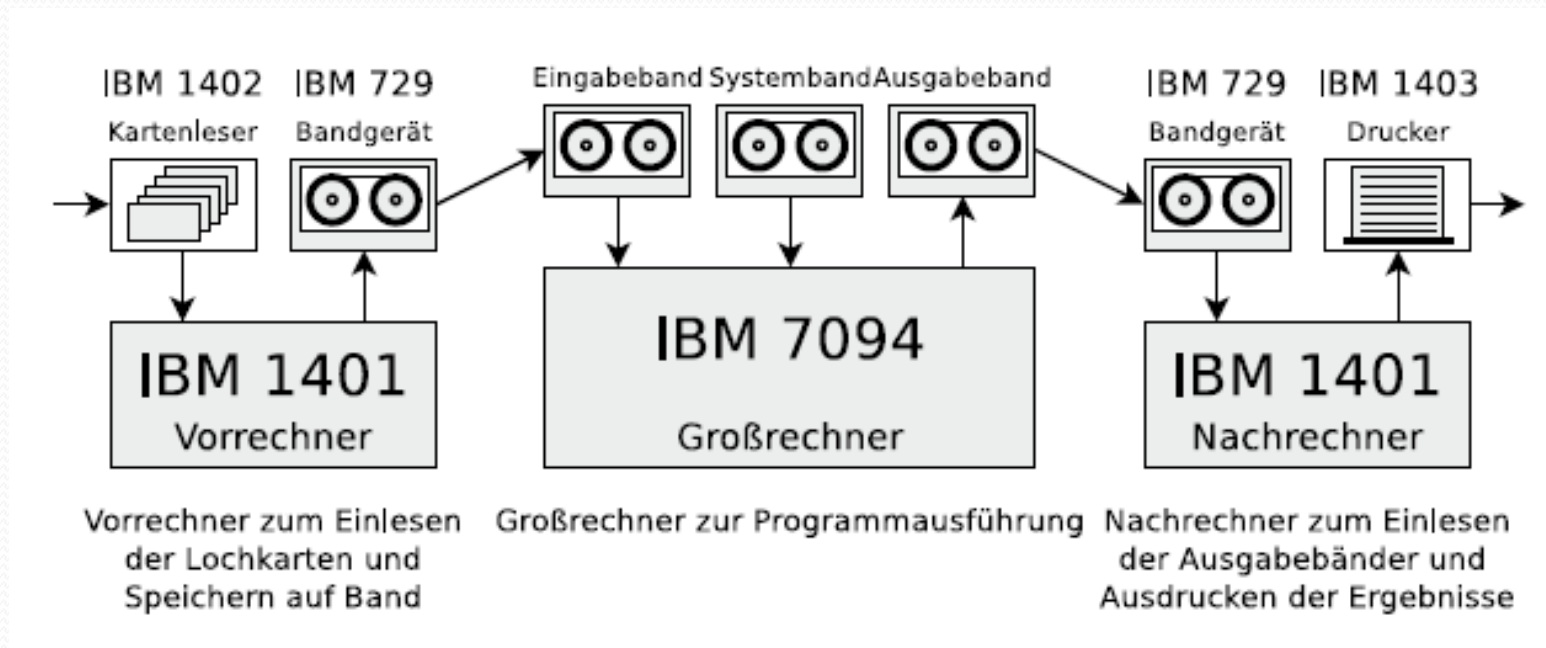 IBM 1402
Kartenleser
IBM 729
Bandgerät
IBM 1401
Vorrechner
Vorrechner zum Einlesen
der Lochkarten und
Speichern auf Band
Eingabeband
Systemband
Ausgabeband
IBM 7094
Großrechner
Großrechner zur Programmausführung
IBM 729
Bandgerät
IBM 1403
Drucker
IBM 1401
Nachrechner
Nachrechner zum Einlesen
der Ausgabebänder und
Ausdrucken der Ergebnisse